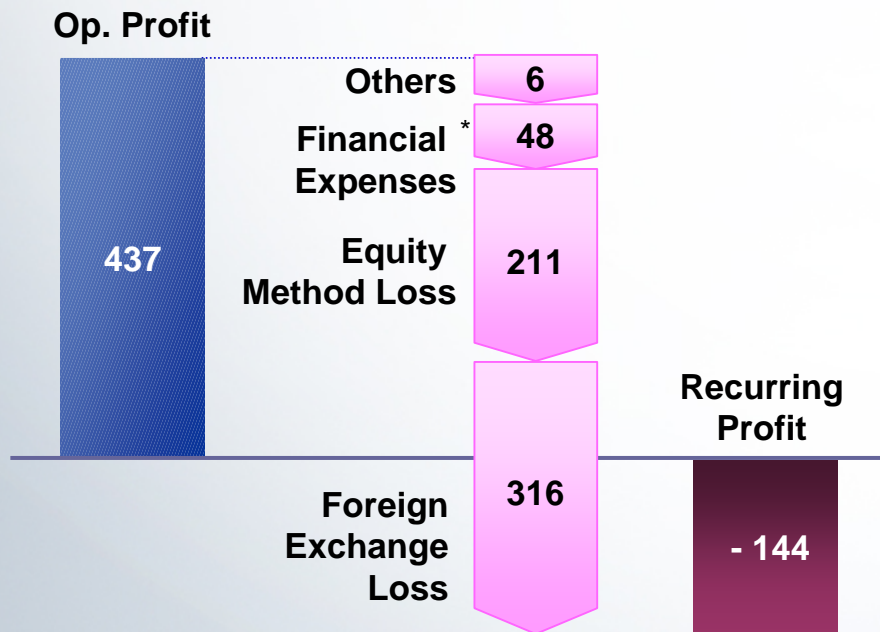 Op. Profit
Others
6
Financial *
Expenses
48
437
Equity
Method Loss
211
Recurring
Profit
Foreign
Exchange
Loss
316
- 144